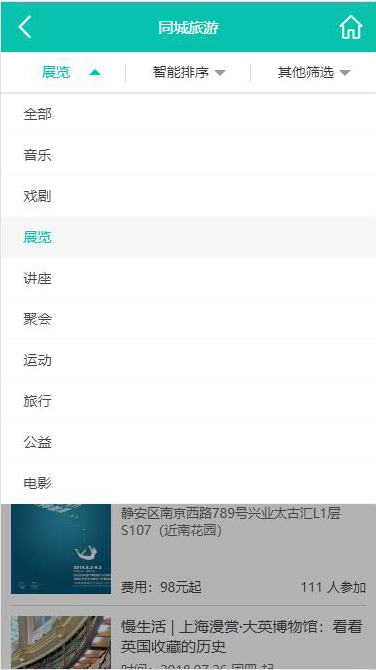 同城旅游
展览 智能排序 其他筛选
全部
音乐
戏剧
展览
讲座
聚会
运动
旅行
公益
电影
静安区南京西路789号兴业太古汇L1层
S107（近南花园）
费用：98元起 111 人参加
慢生活 | 上海漫赏·大英博物馆：看看
英国收藏的历史
时间：2018.07.26 周四 起